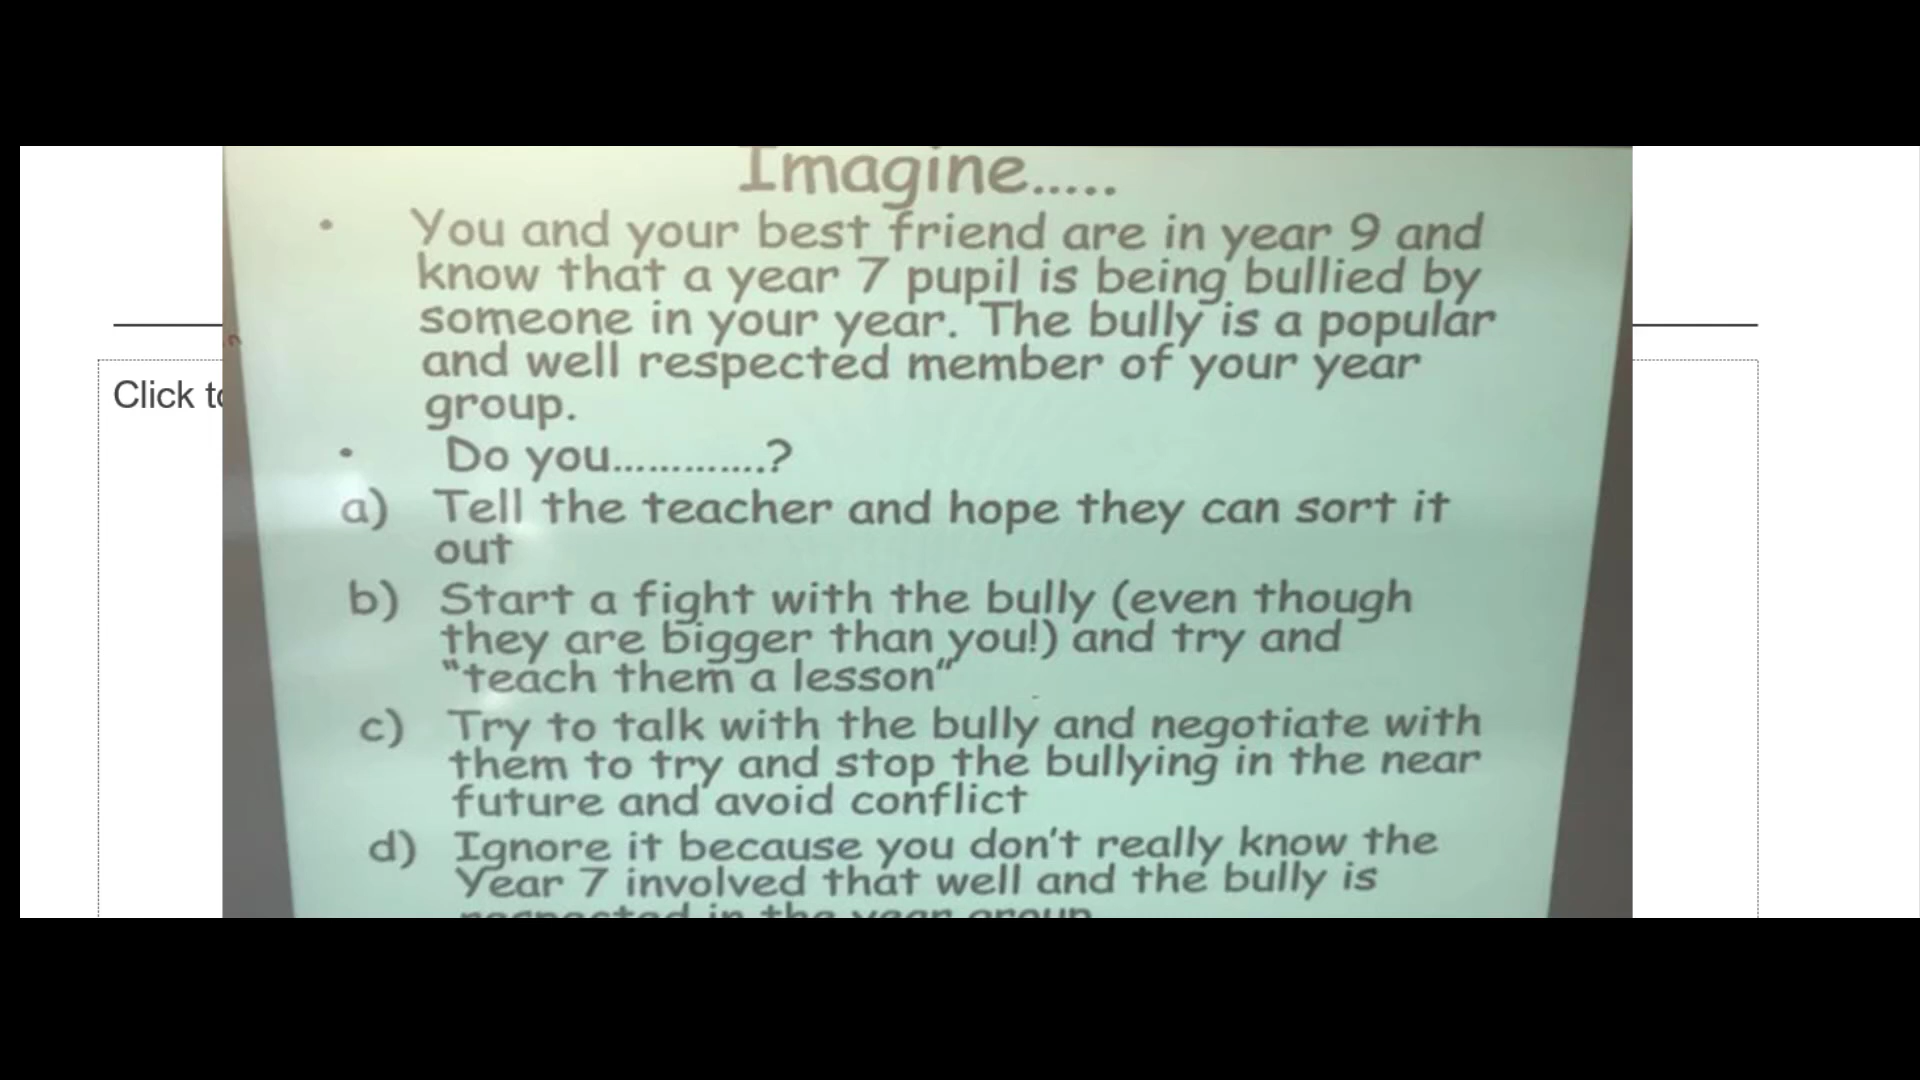 Imagine.....
• You and your best friend are in year 9 and
know that a year 7 pupil is being bullied by
someone in your year. The bully is a popular
and well respected member of your year
group.
• Do you.............?
a) Tell the teacher and hope they can sort it
out
b) Start a fight with the bully (even though
they are bigger than you!) and try and
"teach them a lesson"
c) Try to talk with the bully and negotiate with
them to try and stop the bullying in the near
future and avoid conflict
d) Ignore it because you don't really know the
Year 7 involved that well and the bully is
respected in the year group
Click